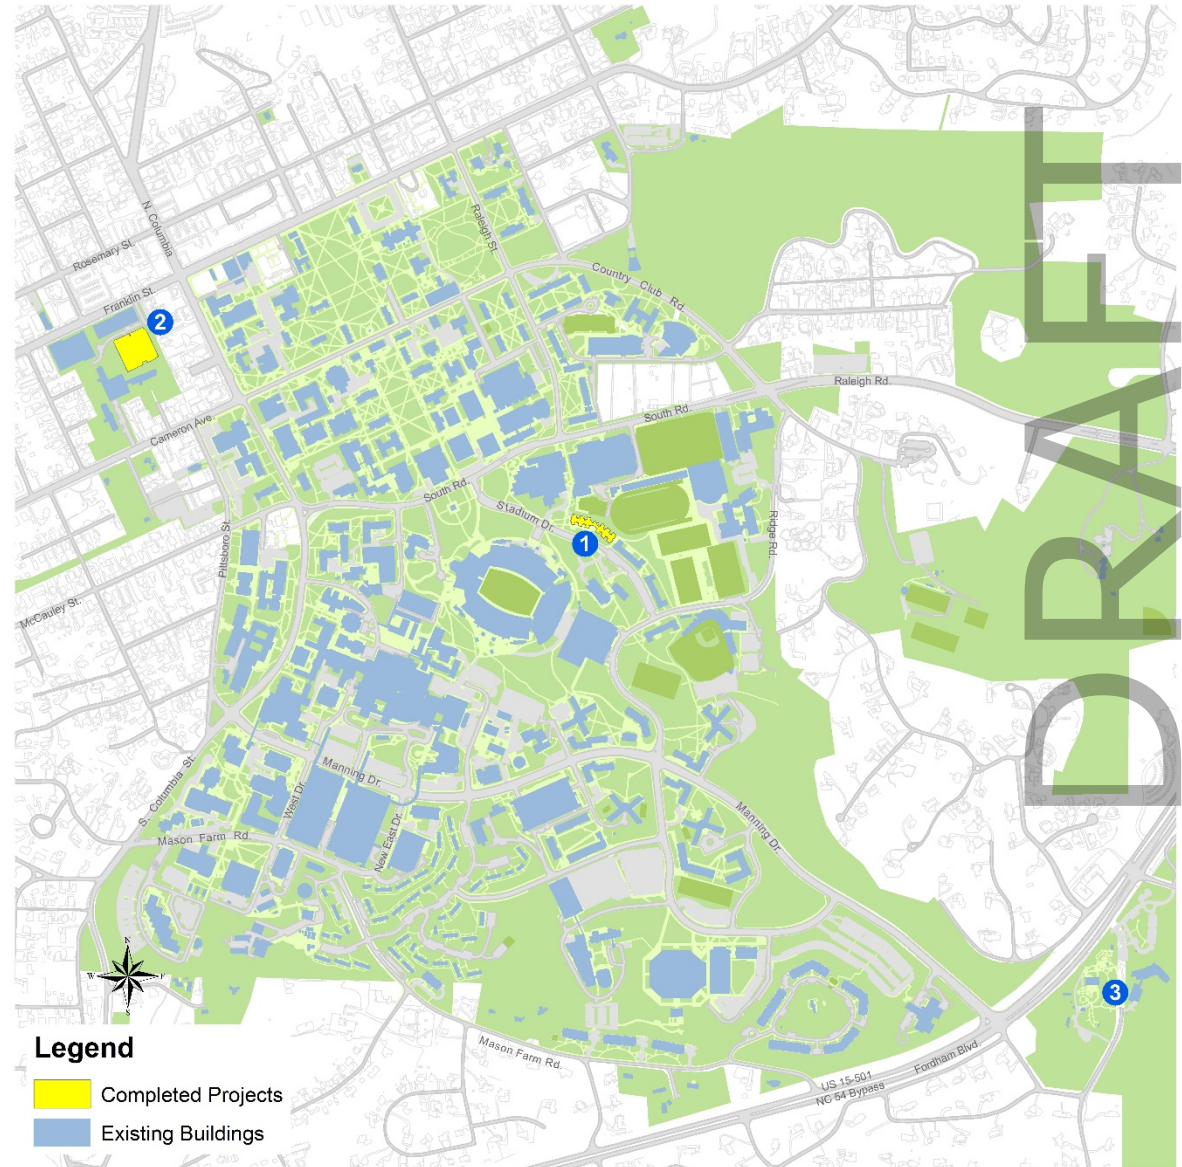 N. Columbia
Rosemary St.
Franklin St.
2
Raleigh St.
Country Club Rd.
Raleigh Rd.
South Rd.
Cameron Ave.
South Rd.
Stadium Dr.
1
Ridge Rd.
Pittsboro St.
McCauley St.
DRAFT
Manning Dr.
West Dr.
S. Columbia St.
Mason Farm Rd
New East Dr.
Manning Dr.
N
W
E
S
3
Mason Farm Rd.
Fordham Blvd.
US 15-501
NC 54 Bypass
Legend
Completed Projects
Existing Buildings